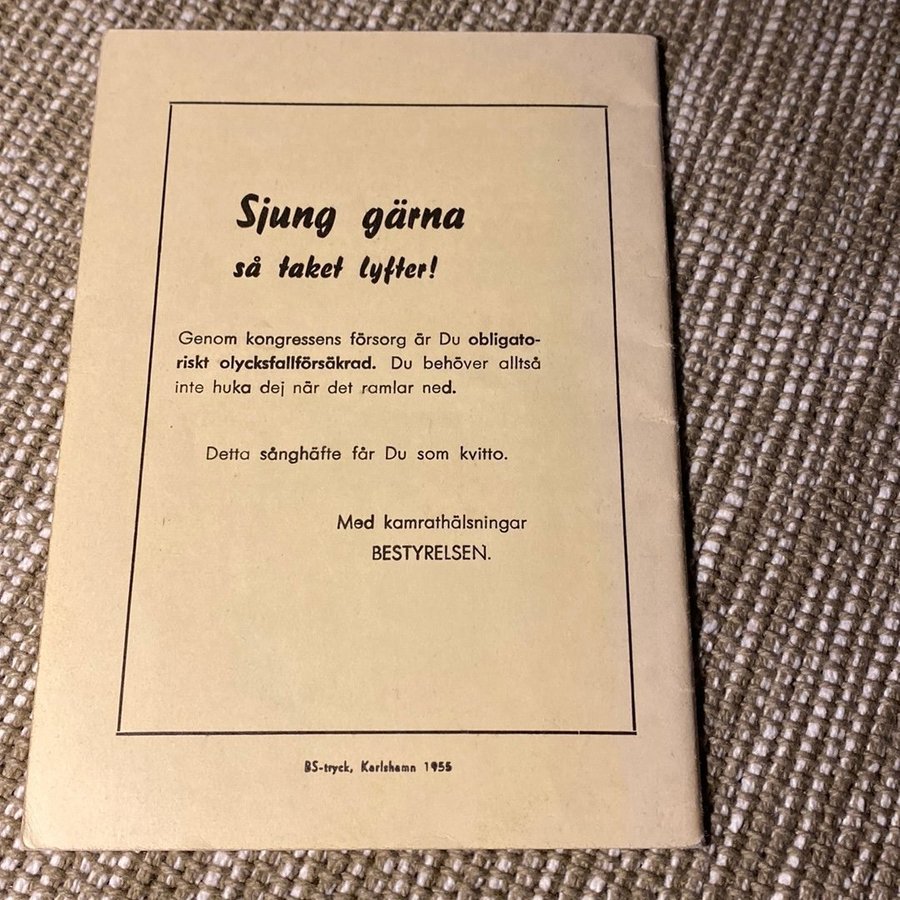 Sjung gärna
så taket lyfter!
Genom kongressens försorg är Du obligato-
riskt olycksfallförsäkrad. Du behöver alltså
inte huka dej när det ramlar ned.
Detta sånghäfte får Du som kvitto.
Med kamrathälsningar
BESTYRELSEN.
BS-tryck, Karlshamn 1955